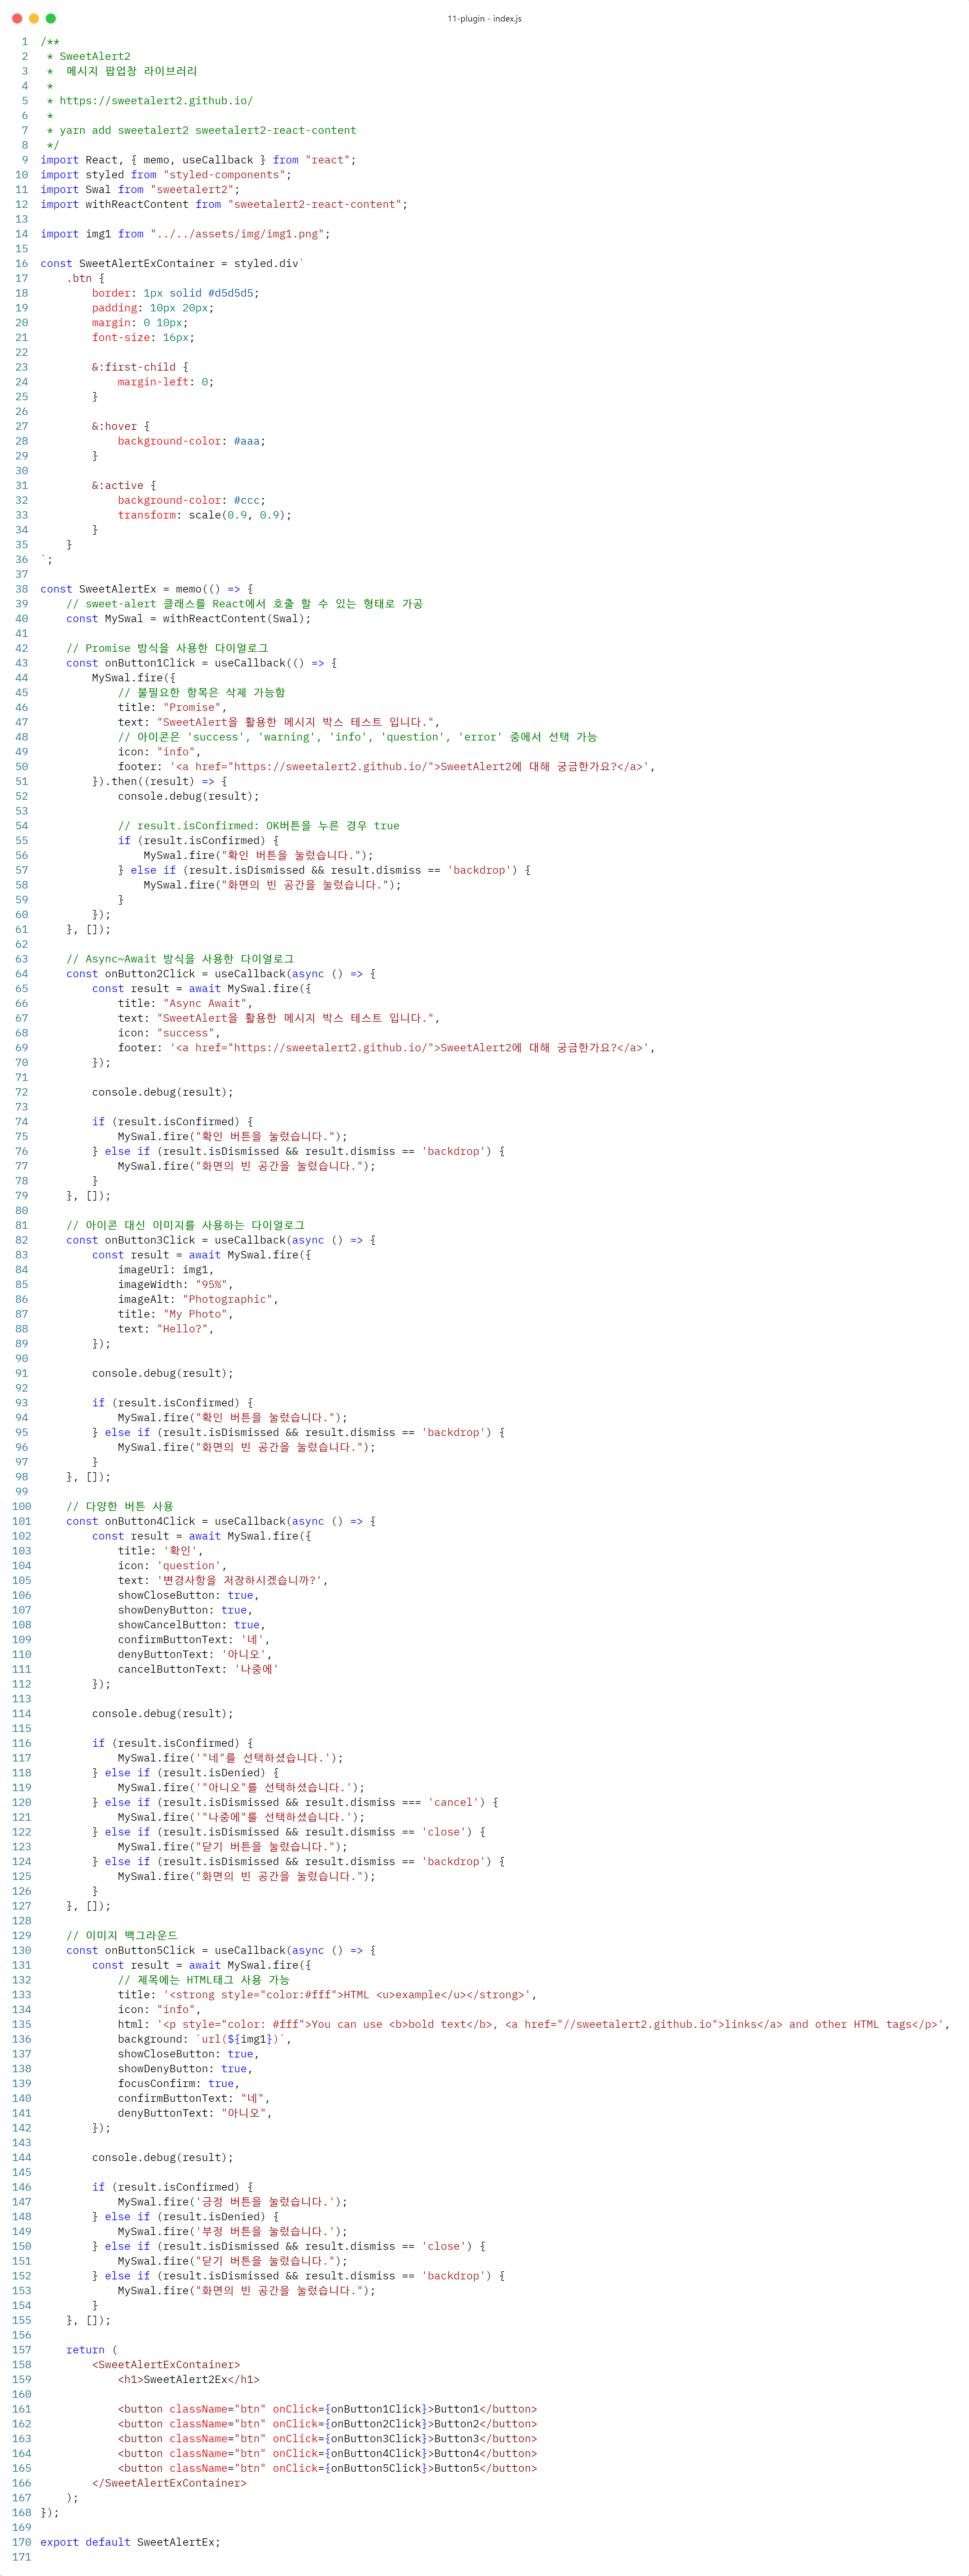 11-plugin - index.js
1 /**
2  * SweetAlert2
3  *  메시지 팝업창 라이브러리
4  *
5  * https://sweetalert2.github.io/
6  *
7  * yarn add sweetalert2 sweetalert2-react-content
8  */
9 import React, { memo, useCallback } from "react";
10 import styled from "styled-components";
11 import Swal from "sweetalert2";
12 import withReactContent from "sweetalert2-react-content";
13
14 import img1 from "../../assets/img/img1.png";
15
16 const SweetAlertExContainer = styled.div`
17     .btn {
18         border: 1px solid #d5d5d5;
19         padding: 10px 20px;
20         margin: 0 10px;
21         font-size: 16px;
22
23         &:first-child {
24             margin-left: 0;
25         }
26
27         &:hover {
28             background-color: #aaa;
29         }
30
31         &:active {
32             background-color: #ccc;
33             transform: scale(0.9, 0.9);
34         }
35     }
36 `;
37
38 const SweetAlertEx = memo(() => {
39     // sweet-alert 클래스를 React에서 호출 할 수 있는 형태로 가공
40     const MySwal = withReactContent(Swal);
41
42     // Promise 방식을 사용한 다이얼로그
43     const onButton1Click = useCallback(() => {
44         MySwal.fire({
45             // 불필요한 항목은 삭제 가능함
46             title: "Promise",
47             text: "SweetAlert을 활용한 메시지 박스 테스트 입니다.",
48             // 아이콘은 'success', 'warning', 'info', 'question', 'error' 중에서 선택 가능
49             icon: "info",
50             footer: '<a href="https://sweetalert2.github.io/">SweetAlert2에 대해 궁금한가요?</a>',
51         }).then((result) => {
52             console.debug(result);
53
54             // result.isConfirmed: OK버튼을 누른 경우 true
55             if (result.isConfirmed) {
56                 MySwal.fire("확인 버튼을 눌렀습니다.");
57             } else if (result.isDismissed && result.dismiss == 'backdrop') {
58                 MySwal.fire("화면의 빈 공간을 눌렀습니다.");
59             }
60         });
61     }, []);
62
63     // Async~Await 방식을 사용한 다이얼로그
64     const onButton2Click = useCallback(async () => {
65         const result = await MySwal.fire({
66             title: "Async Await",
67             text: "SweetAlert을 활용한 메시지 박스 테스트 입니다.",
68             icon: "success",
69             footer: '<a href="https://sweetalert2.github.io/">SweetAlert2에 대해 궁금한가요?</a>',
70         });
71
72         console.debug(result);
73
74         if (result.isConfirmed) {
75             MySwal.fire("확인 버튼을 눌렀습니다.");
76         } else if (result.isDismissed && result.dismiss == 'backdrop') {
77             MySwal.fire("화면의 빈 공간을 눌렀습니다.");
78         }
79     }, []);
80
81     // 아이콘 대신 이미지를 사용하는 다이얼로그
82     const onButton3Click = useCallback(async () => {
83         const result = await MySwal.fire({
84             imageUrl: img1,
85             imageWidth: "95%",
86             imageAlt: "Photographic",
87             title: "My Photo",
88             text: "Hello?",
89         });
90
91         console.debug(result);
92
93         if (result.isConfirmed) {
94             MySwal.fire("확인 버튼을 눌렀습니다.");
95         } else if (result.isDismissed && result.dismiss == 'backdrop') {
96             MySwal.fire("화면의 빈 공간을 눌렀습니다.");
97         }
98     }, []);
99
100     // 다양한 버튼 사용
101     const onButton4Click = useCallback(async () => {
102         const result = await MySwal.fire({
103             title: '확인',
104             icon: 'question',
105             text: '변경사항을 저장하시겠습니까?',
106             showCloseButton: true,
107             showDenyButton: true,
108             showCancelButton: true,
109             confirmButtonText: '네',
110             denyButtonText: '아니오',
111             cancelButtonText: '나중에'
112         });
113
114         console.debug(result);
115
116         if (result.isConfirmed) {
117             MySwal.fire('"네"를 선택하셨습니다.');
118         } else if (result.isDenied) {
119             MySwal.fire('"아니오"를 선택하셨습니다.');
120         } else if (result.isDismissed && result.dismiss === 'cancel') {
121             MySwal.fire('"나중에"를 선택하셨습니다.');
122         } else if (result.isDismissed && result.dismiss == 'close') {
123             MySwal.fire("닫기 버튼을 눌렀습니다.");
124         } else if (result.isDismissed && result.dismiss == 'backdrop') {
125             MySwal.fire("화면의 빈 공간을 눌렀습니다.");
126         }
127     }, []);
128
129     // 이미지 백그라운드
130     const onButton5Click = useCallback(async () => {
131         const result = await MySwal.fire({
132             // 제목에는 HTML태그 사용 가능
133             title: '<strong style="color:#fff">HTML <u>example</u></strong>',
134             icon: "info",
135             html: '<p style="color: #fff">You can use <b>bold text</b>, <a href="//sweetalert2.github.io">links</a> and other HTML tags</p>',
136             background: `url(${img1})`,
137             showCloseButton: true,
138             showDenyButton: true,
139             focusConfirm: true,
140             confirmButtonText: "네",
141             denyButtonText: "아니오",
142         });
143
144         console.debug(result);
145
146         if (result.isConfirmed) {
147             MySwal.fire('긍정 버튼을 눌렀습니다.');
148         } else if (result.isDenied) {
149             MySwal.fire('부정 버튼을 눌렀습니다.');
150         } else if (result.isDismissed && result.dismiss == 'close') {
151             MySwal.fire("닫기 버튼을 눌렀습니다.");
152         } else if (result.isDismissed && result.dismiss == 'backdrop') {
153             MySwal.fire("화면의 빈 공간을 눌렀습니다.");
154         }
155     }, []);
156
157     return (
158         <SweetAlertExContainer>
159             <h1>SweetAlert2Ex</h1>
160
161             <button className="btn" onClick={onButton1Click}>Button1</button>
162             <button className="btn" onClick={onButton2Click}>Button2</button>
163             <button className="btn" onClick={onButton3Click}>Button3</button>
164             <button className="btn" onClick={onButton4Click}>Button4</button>
165             <button className="btn" onClick={onButton5Click}>Button5</button>
166         </SweetAlertExContainer>
167     );
168 });
169
170 export default SweetAlertEx;
171